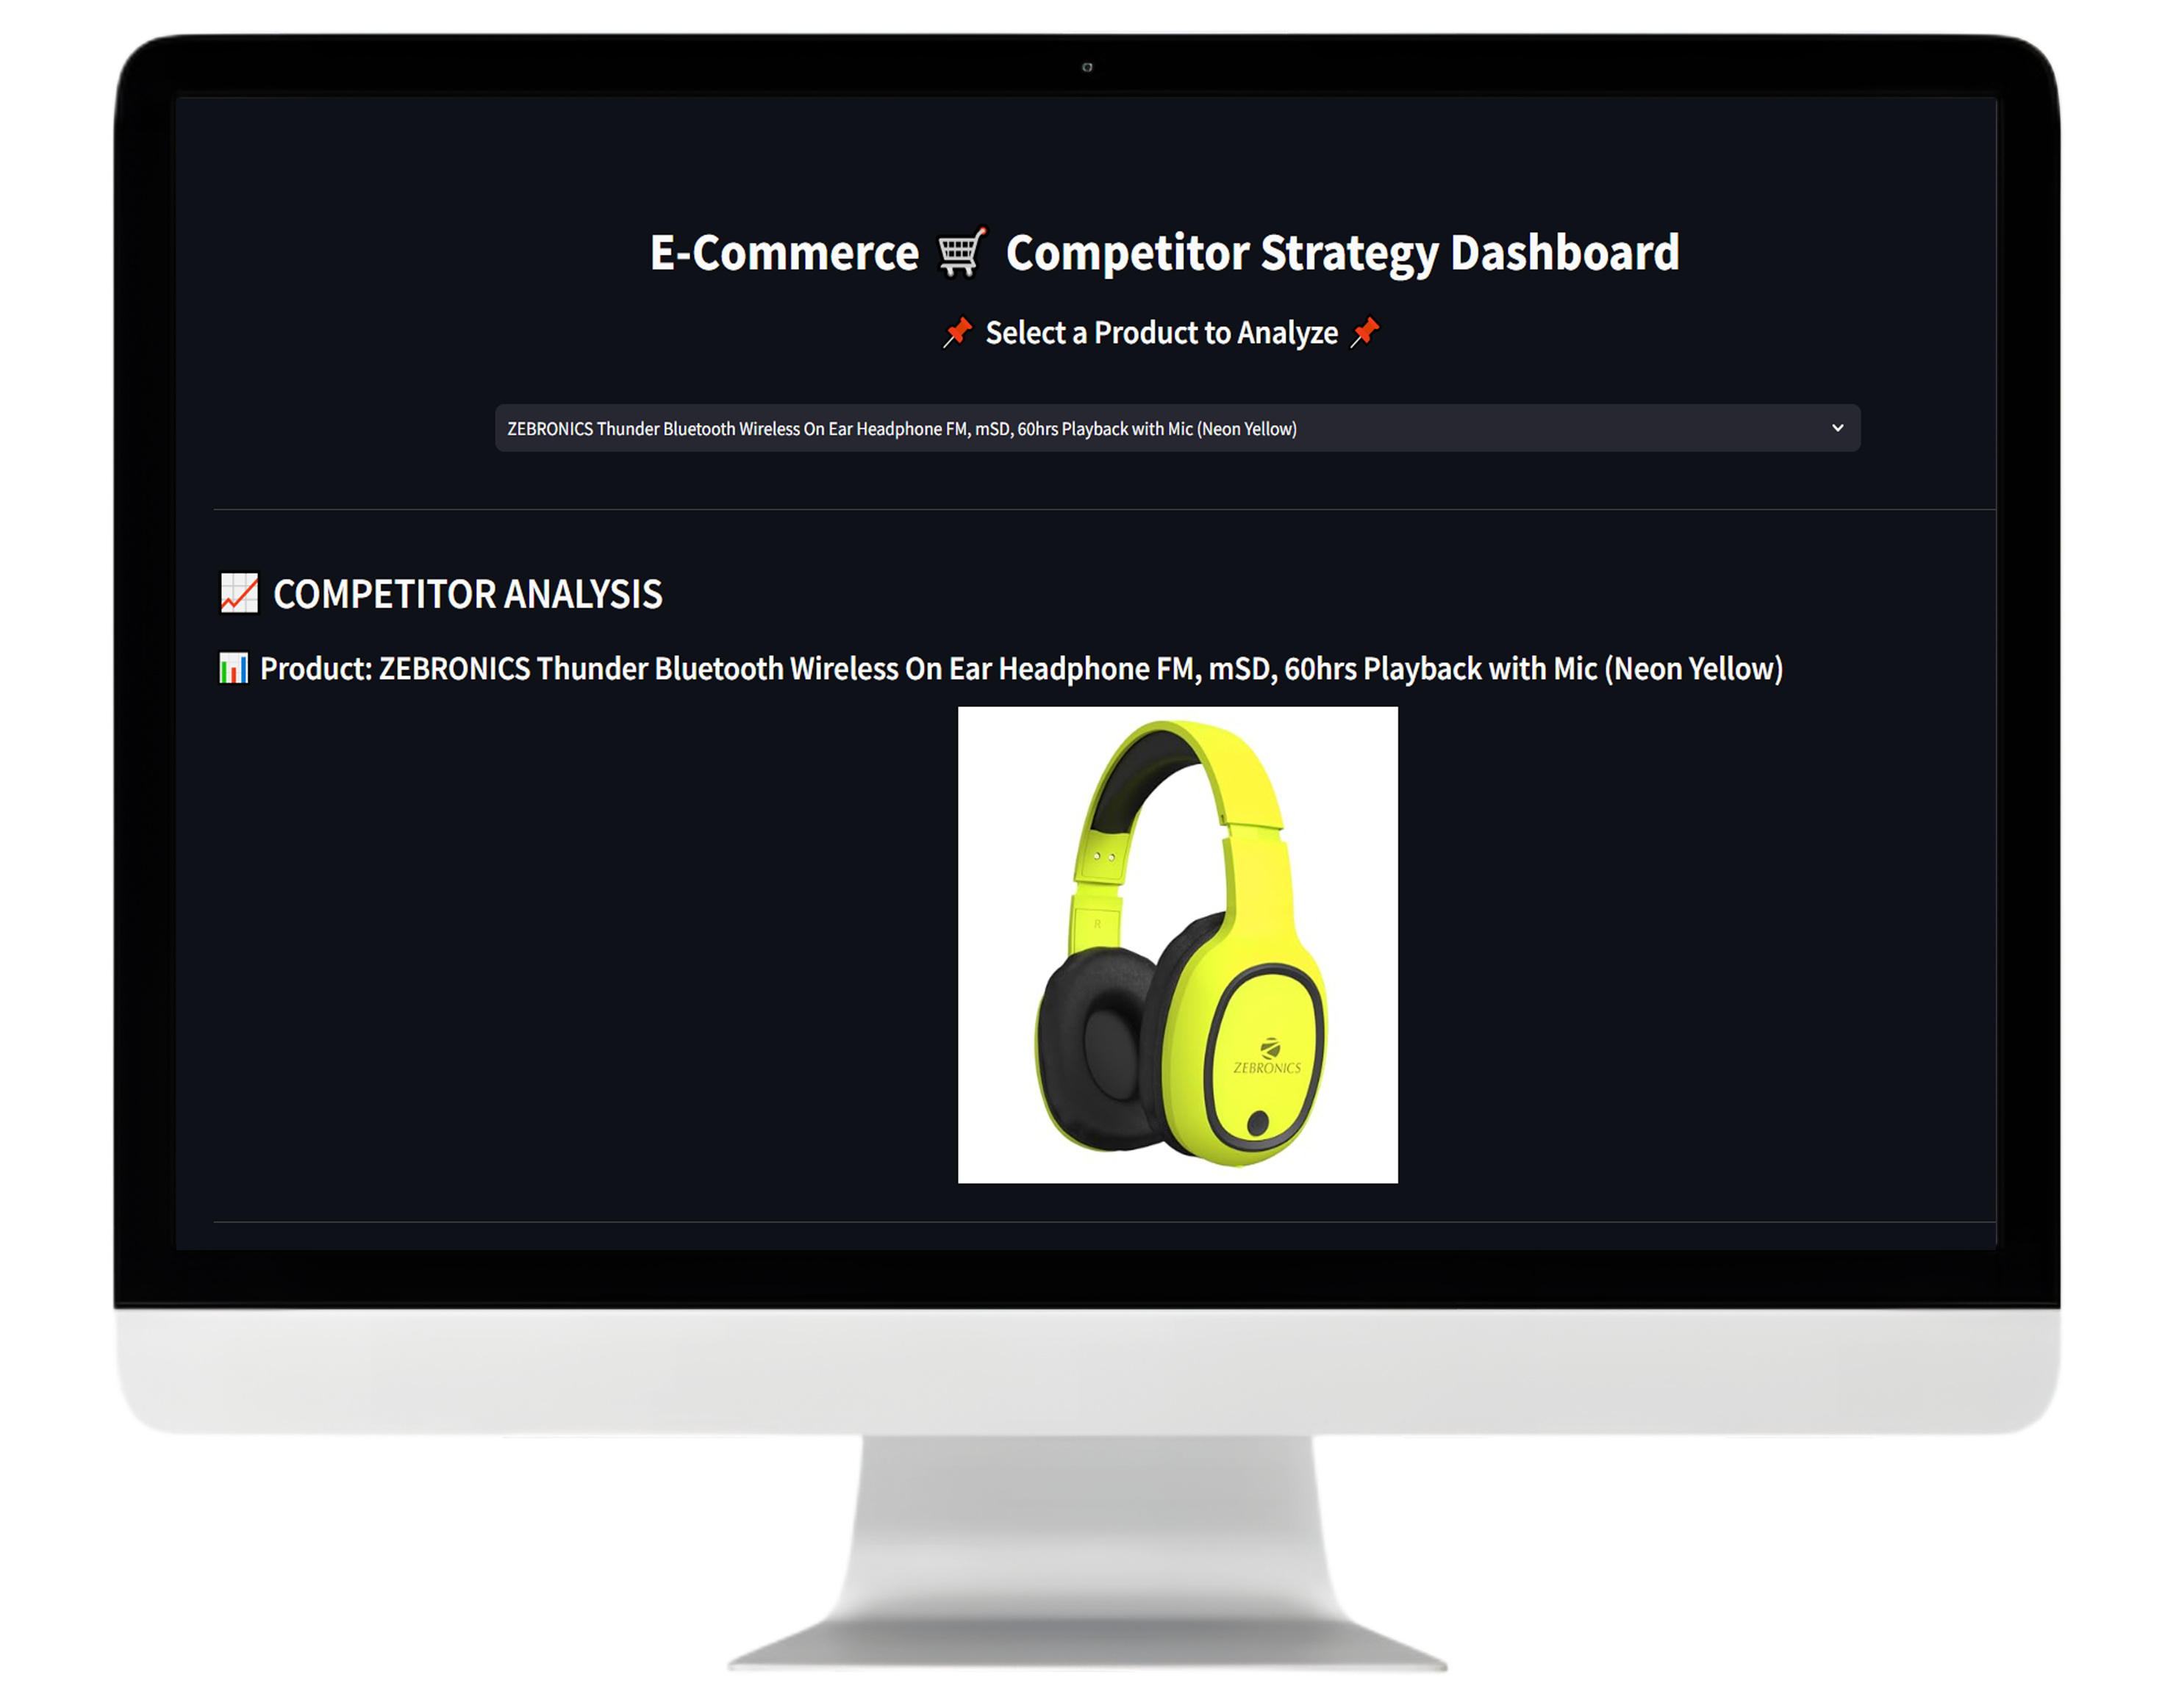 E-Commerce 🛒 Competitor Strategy Dashboard
📌 Select a Product to Analyze 📌
ZEBRONICS Thunder Bluetooth Wireless On Ear Headphone FM, mSD, 60hrs Playback with Mic (Neon Yellow)
📈 COMPETITOR ANALYSIS
📊 Product: ZEBRONICS Thunder Bluetooth Wireless On Ear Headphone FM, mSD, 60hrs Playback with Mic (Neon Yellow)
R
ZEBRONICS